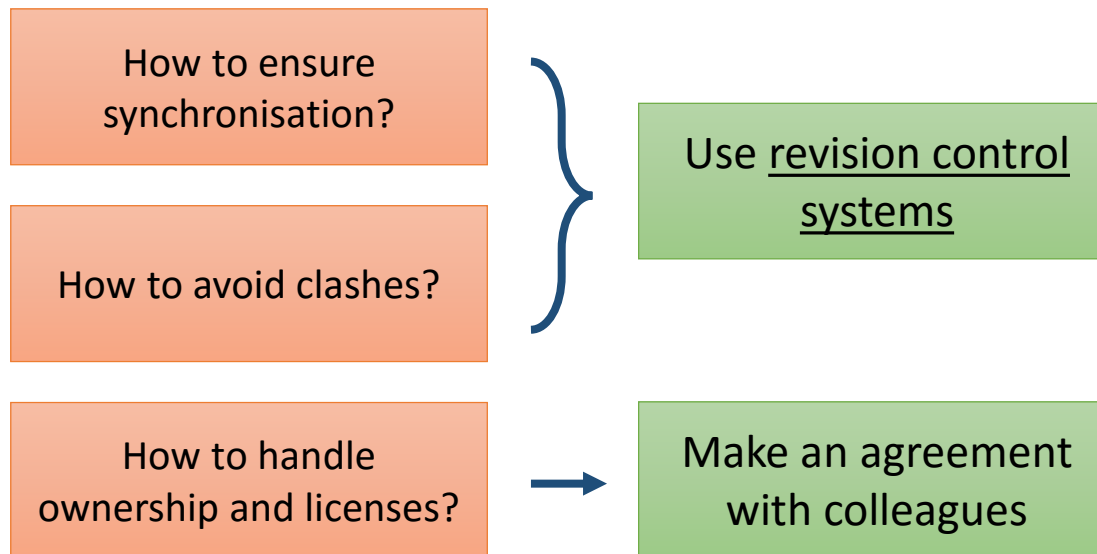 How to ensure
synchronisation?
Use revision control
systems
How to avoid clashes?
How to handle
ownership and licenses?
Make an agreement
with colleagues